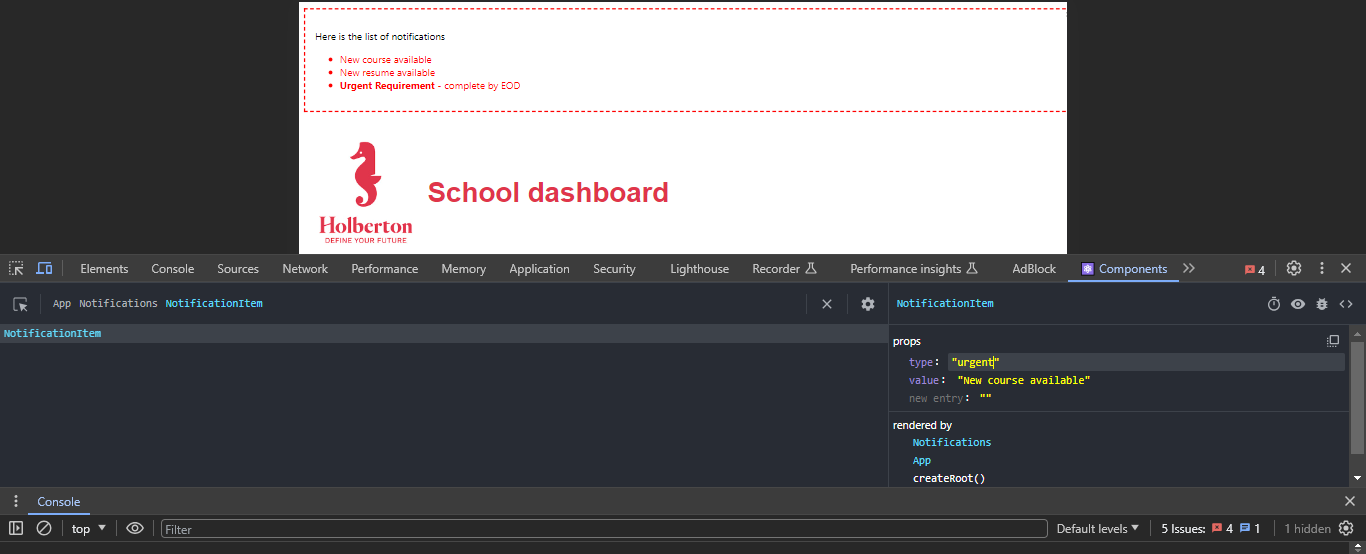 Here is the list of notifications
New course available
New resume available
Urgent Requirement - complete by EOD
Holberton
DEFINE YOUR FUTURE
School dashboard
Elements Console Sources Network Performance Memory Application Security Lighthouse Recorder Performance insights AdBlock Components 4
App Notifications NotificationItem
NotificationItem
NotificationItem
props
type: "urgent"
value: "New course available"
new entry: ""
rendered by
Notifications
App
createRoot()
Console
top Filter Default levels 5 Issues: 4 1 1 hidden